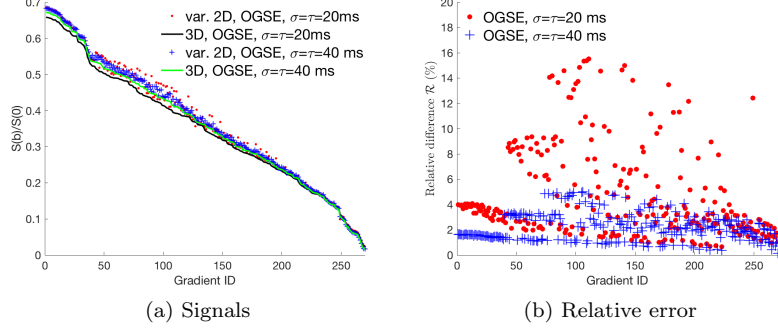 0.7
0.6
0.5
0.4
0.3
0.2
0.1
0
S(b)/S(0)
var. 2D, OGSE, σ=τ=20ms
3D, OGSE, σ=τ=20ms
var. 2D, OGSE, σ=τ=40 ms
3D, OGSE, σ=τ=40 ms
0 50 100 150 200 250
Gradient ID
(a) Signals
20
18
16
14
12
10
8
6
4
2
0
Relative difference R (%)
OGSE, σ=τ=20 ms
OGSE, σ=τ=40 ms
0 50 100 150 200 250
Gradient ID
(b) Relative error